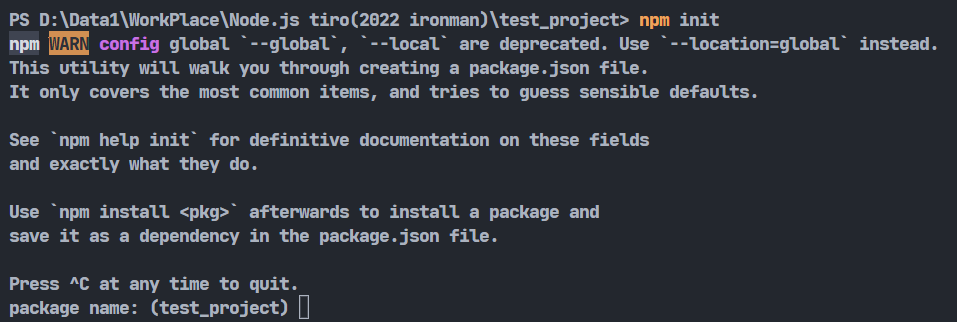 PS D:\Data1\WorkPlace\Node.js tiro(2022 ironman)\test_project> npm init
npm WARN config global `--global`, `--local` are deprecated. Use `--location=global` instead.
This utility will walk you through creating a package.json file.
It only covers the most common items, and tries to guess sensible defaults.
See `npm help init` for definitive documentation on these fields
and exactly what they do.
Use `npm install <pkg>` afterwards to install a package and
save it as a dependency in the package.json file.
Press ^C at any time to quit.
package name: (test_project)